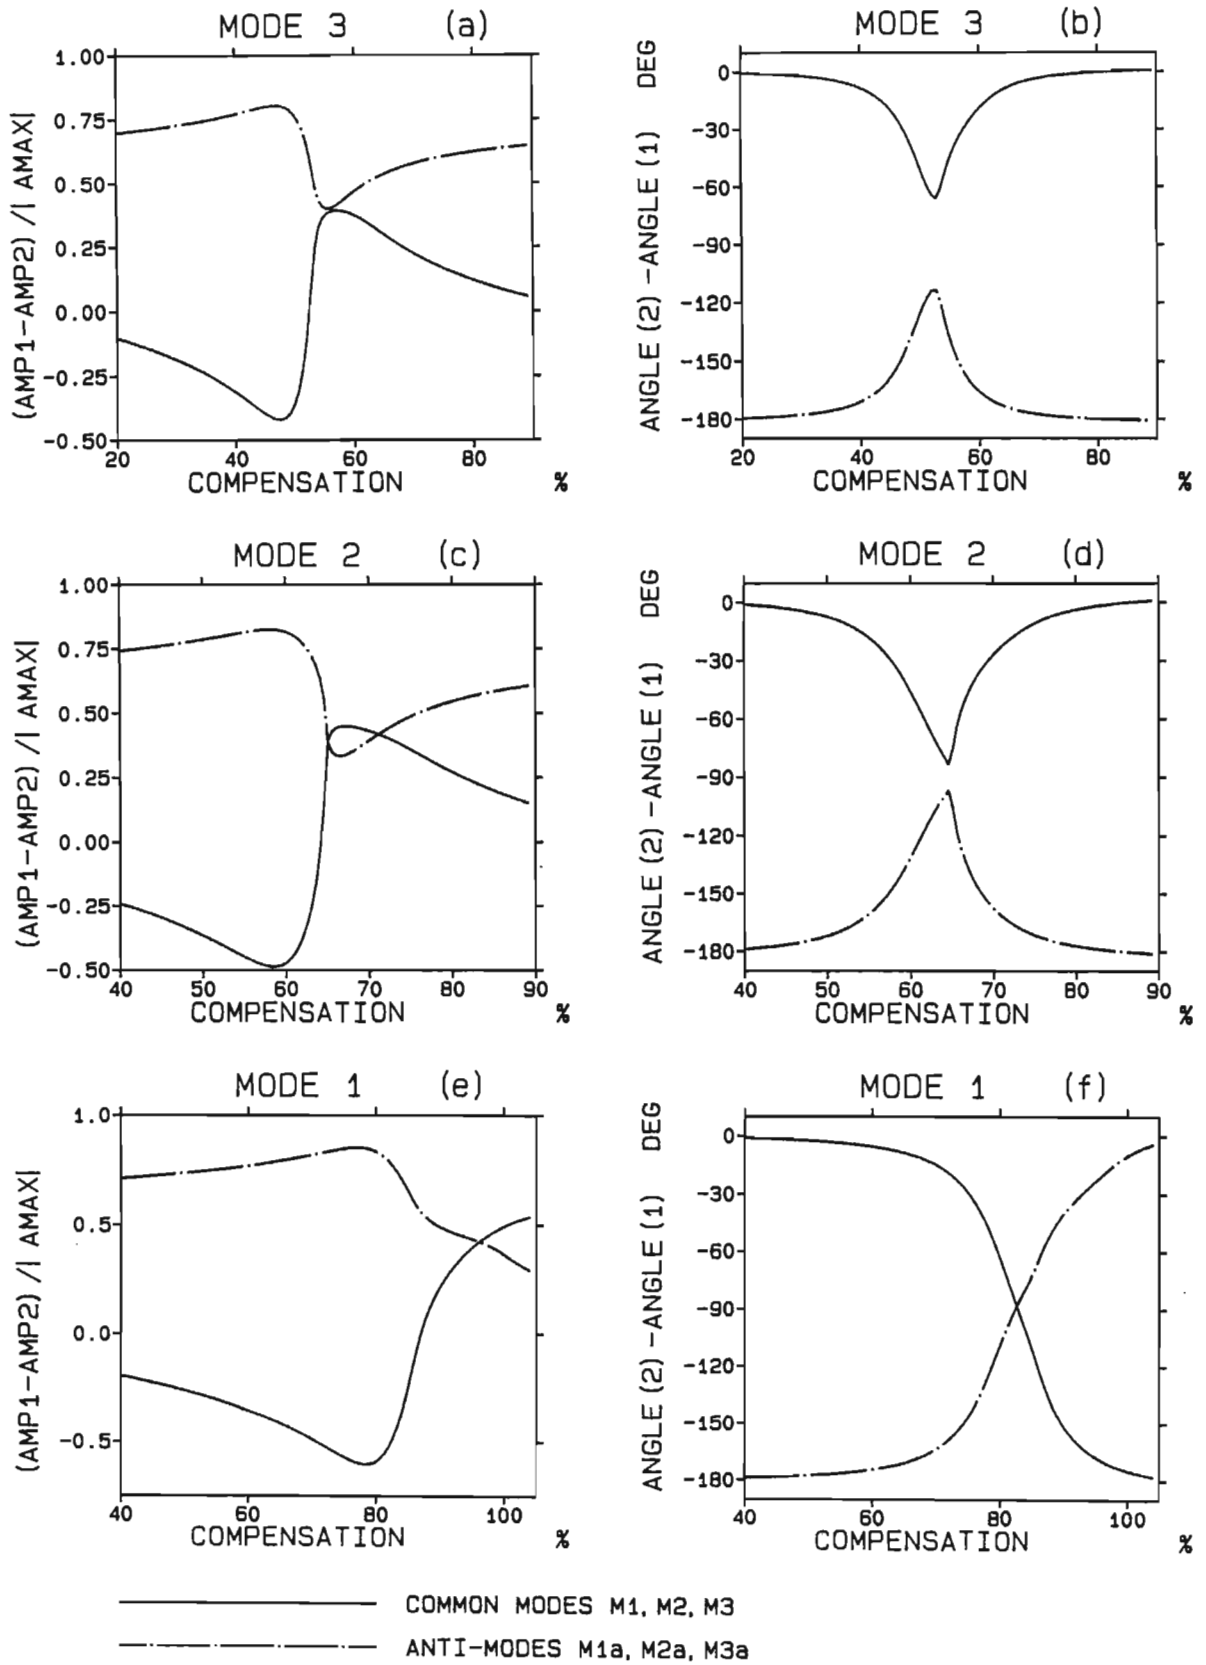 MODE 3 (a)
(AMP1-AMP2)/|AMAX|
1.00
0.75
0.50
0.25
0.00
-0.25
-0.50
20 40 60 80
COMPENSATION %
MODE 3 (b)
ANGLE(2)-ANGLE(1) DEG
0
-30
-60
-90
-120
-150
-180
20 40 60 80
COMPENSATION %
MODE 2 (c)
(AMP1-AMP2)/|AMAX|
1.00
0.75
0.50
0.25
0.00
-0.25
-0.50
40 50 60 70 80 90
COMPENSATION %
MODE 2 (d)
ANGLE(2)-ANGLE(1) DEG
0
-30
-60
-90
-120
-150
-180
40 50 60 70 80 90
COMPENSATION %
MODE 1 (e)
(AMP1-AMP2)/|AMAX|
1.0
0.5
0.0
-0.5
40 60 80 100
COMPENSATION %
MODE 1 (f)
ANGLE(2)-ANGLE(1) DEG
0
-30
-60
-90
-120
-150
-180
40 60 80 100
COMPENSATION %
COMMON MODES M1, M2, M3
ANTI-MODES M1a, M2a, M3a